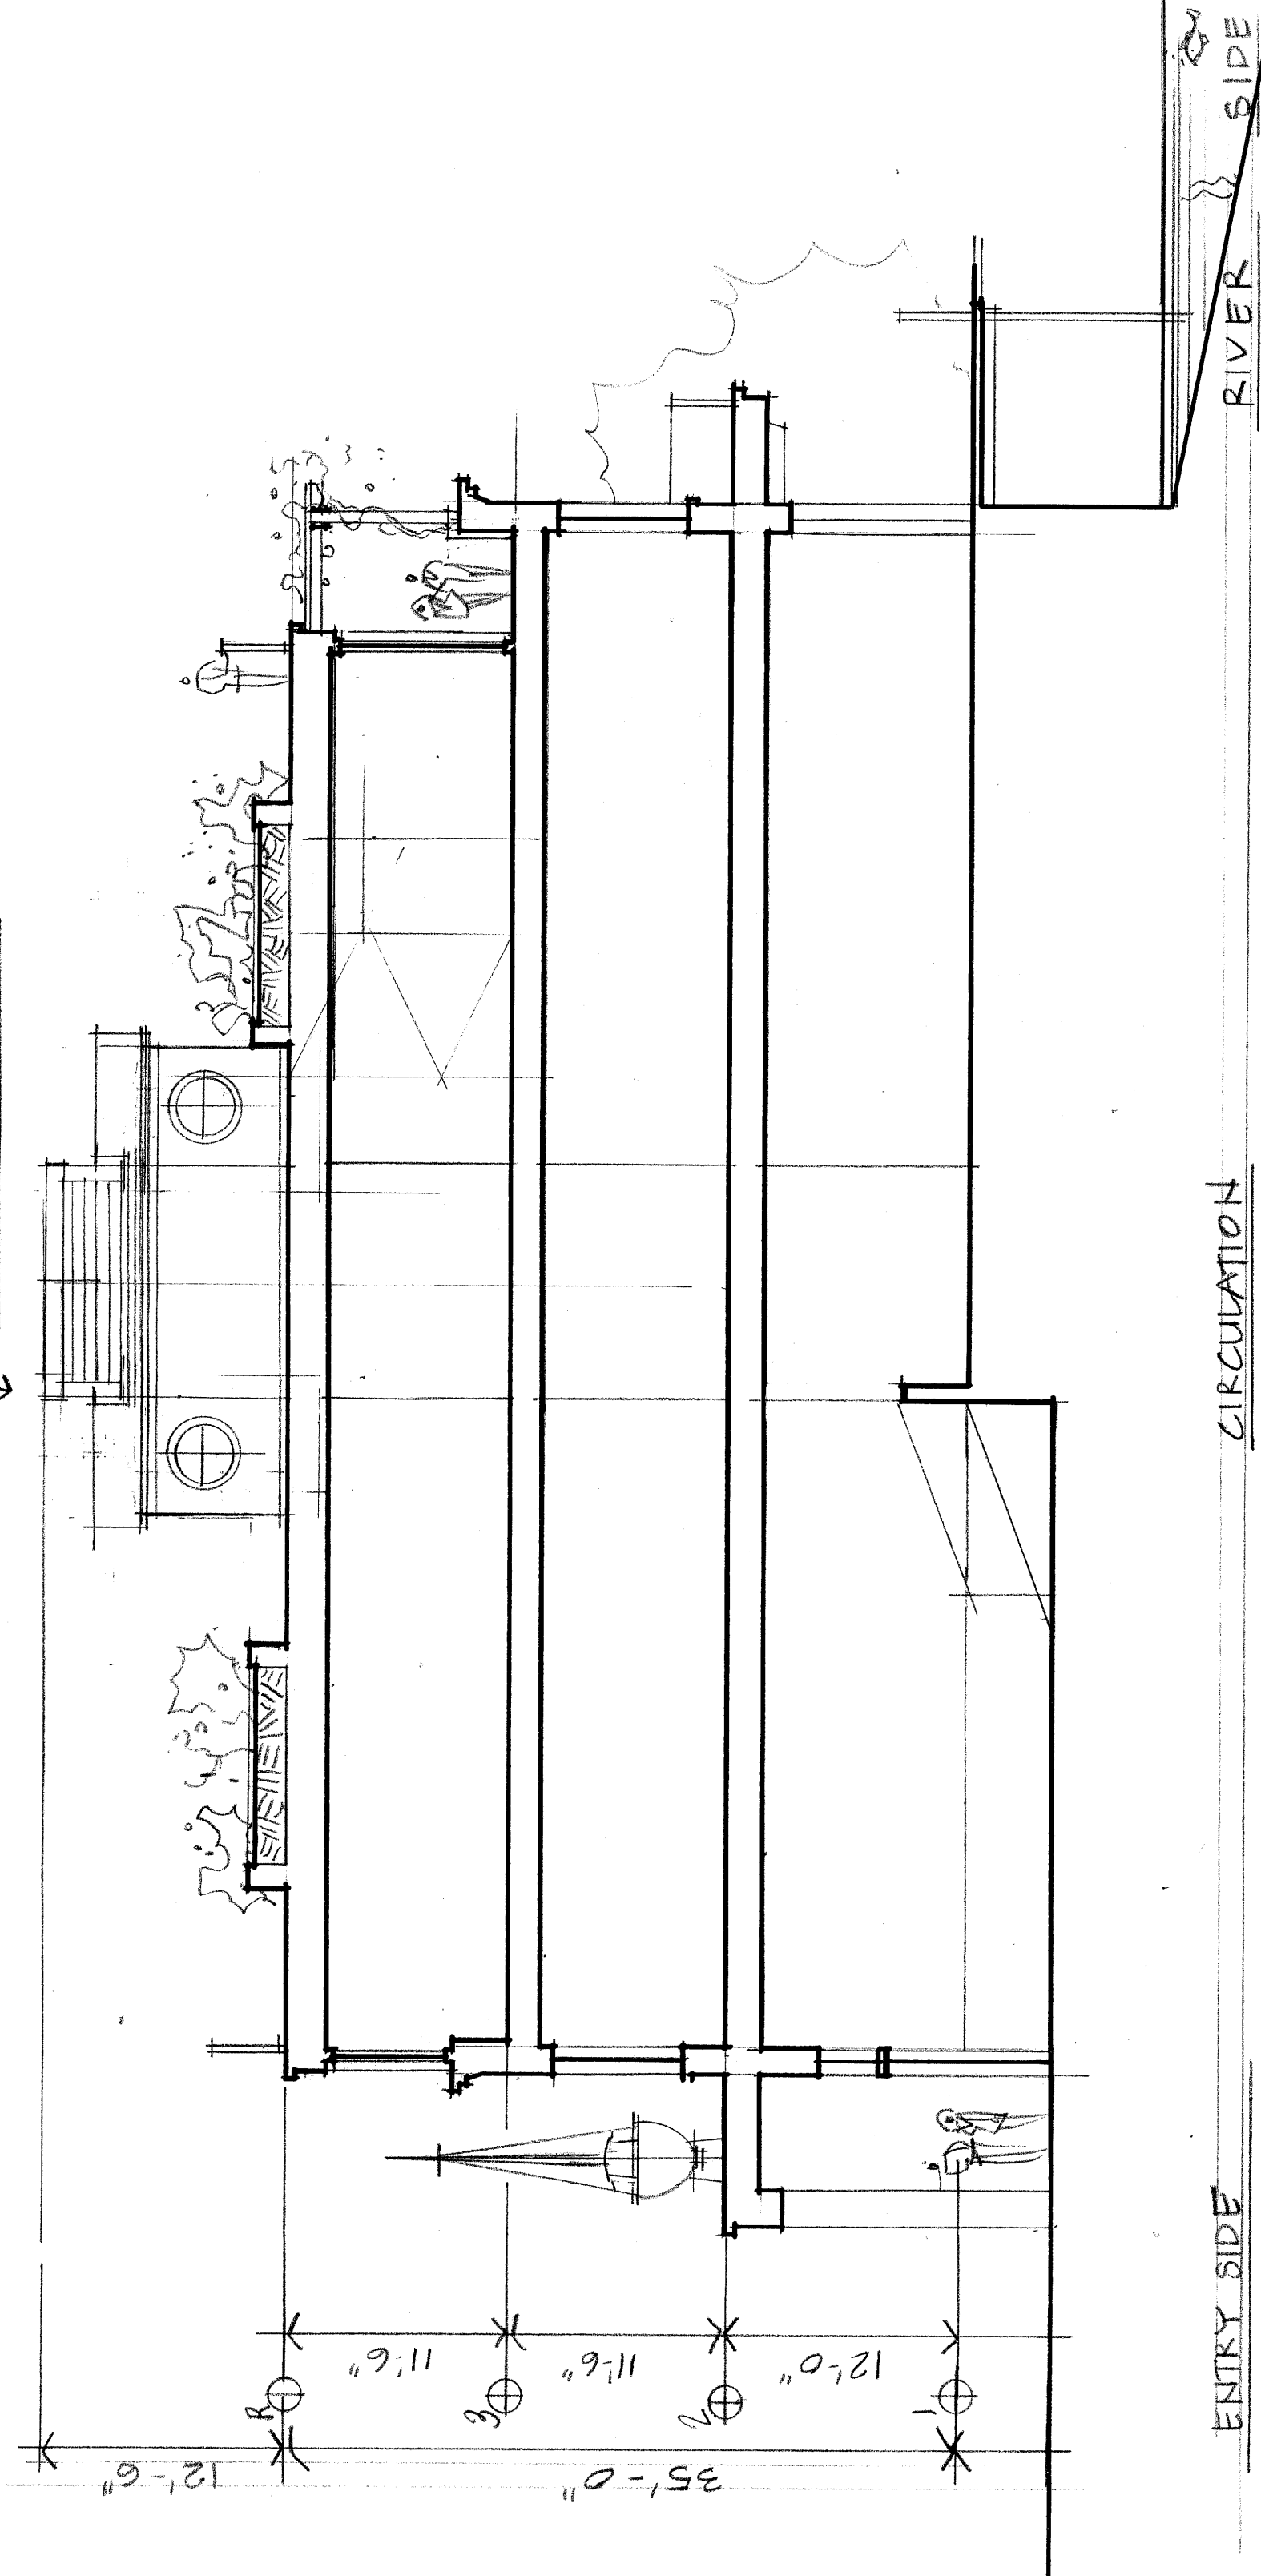 12'-6"
35'-0"
R
11'-6"
3
11'-6"
2
12'-0"
1
ENTRY SIDE
CIRCULATION
RIVER SIDE